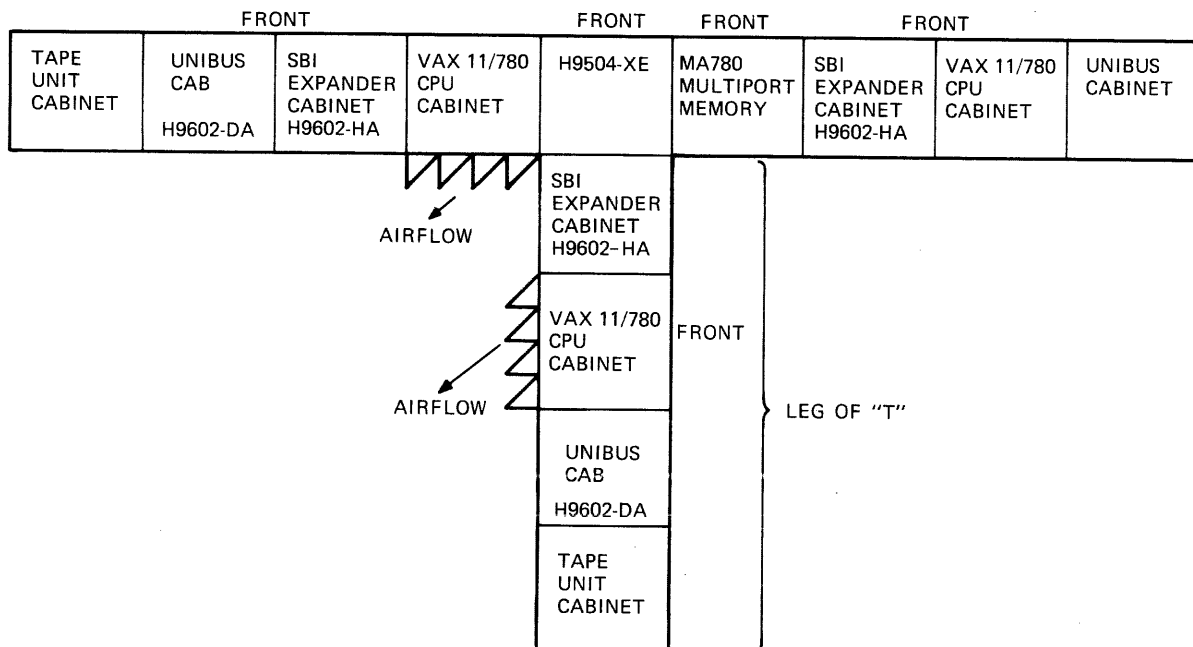 FRONT FRONT FRONT FRONT
TAPE
UNIT
CABINET
UNIBUS
CAB
H9602-DA
SBI
EXPANDER
CABINET
H9602-HA
VAX 11/780
CPU
CABINET
H9504-XE
MA780
MULTIPORT
MEMORY
SBI
EXPANDER
CABINET
H9602-HA
VAX 11/780
CPU
CABINET
UNIBUS
CABINET
AIRFLOW
SBI
EXPANDER
CABINET
H9602-HA
VAX 11/780
CPU
CABINET
FRONT
AIRFLOW
LEG OF "T"
UNIBUS
CAB
H9602-DA
TAPE
UNIT
CABINET